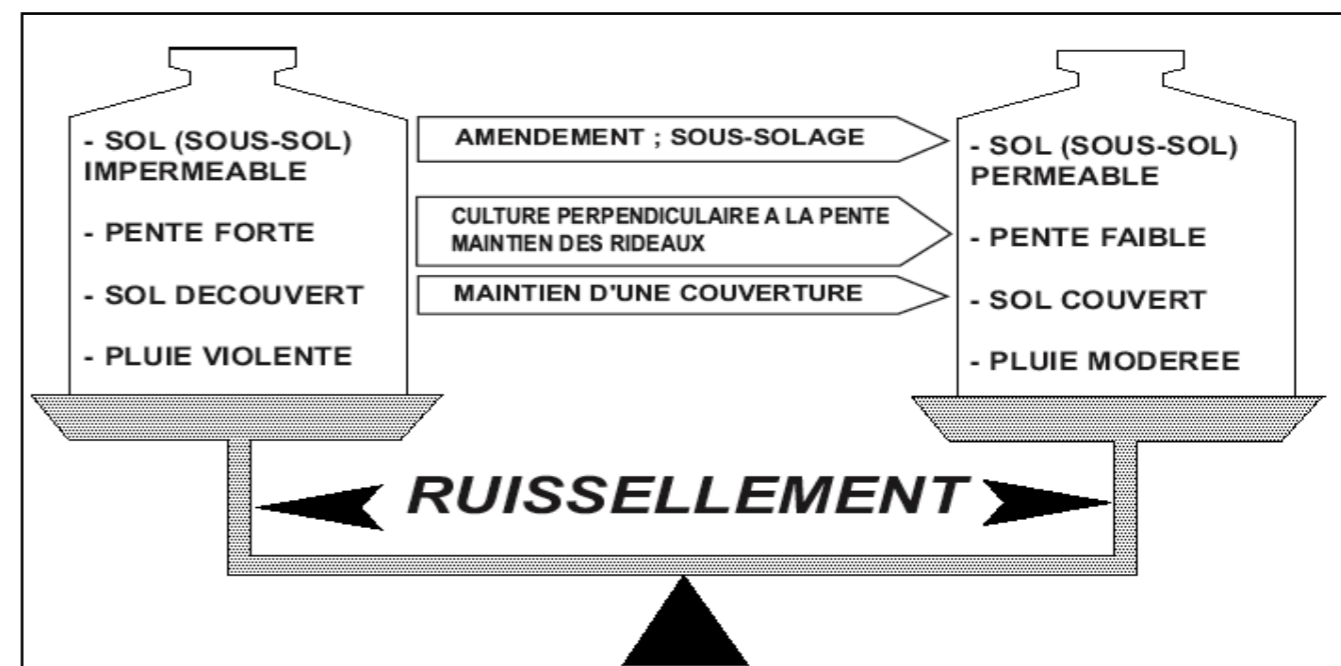 - SOL (SOUS-SOL)
IMPERMEABLE
- PENTE FORTE
- SOL DECOUVERT
- PLUIE VIOLENTE
AMENDEMENT ; SOUS-SOLAGE
CULTURE PERPENDICULAIRE A LA PENTE
MAINTIEN DES RIDEAUX
MAINTIEN D'UNE COUVERTURE
- SOL (SOUS-SOL)
PERMEABLE
- PENTE FAIBLE
- SOL COUVERT
- PLUIE MODEREE
RUISSELLEMENT